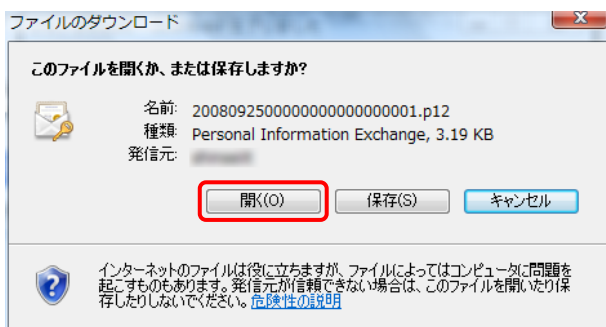 ファイルのダウンロード
このファイルを開くか、または保存しますか?
名前: 2008092500000000000000001.p12
種類: Personal Information Exchange, 3.19 KB
発信元:
開く(O) 保存(S) キャンセル
インターネットのファイルは役に立ちますが、ファイルによってはコンピュータに問題を
起こすものもあります。発信元が信頼できない場合は、このファイルを開いたり保
存したりしないでください。危険性の説明